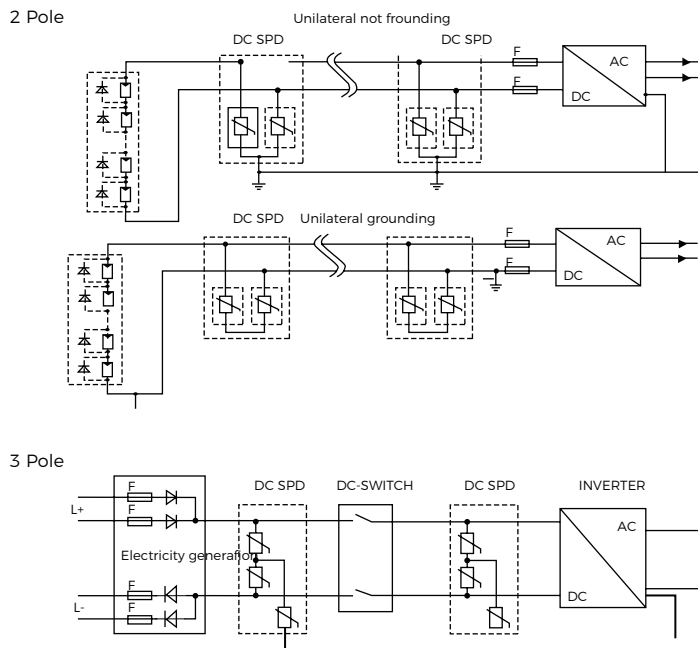 2 Pole
Unilateral not frounding
DC SPD
DC SPD
F
F
AC
DC
DC SPD
Unilateral grounding
F
F
AC
DC
3 Pole
DC SPD
DC-SWITCH
DC SPD
INVERTER
F
L+
F
AC
Electricity generafion
F
DC
L-
F